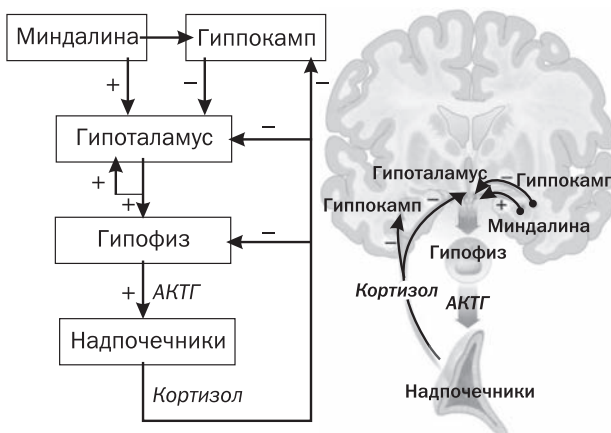 Миндалина
Гиппокамп
+
–
–
Гипоталамус
–
+
+
Гипофиз
–
+
АКТГ
Надпочечники
Кортизол
Гипоталамус
–
Гиппокамп
Гиппокамп
–
+
Миндалина
–
Гипофиз
Кортизол
АКТГ
Надпочечники